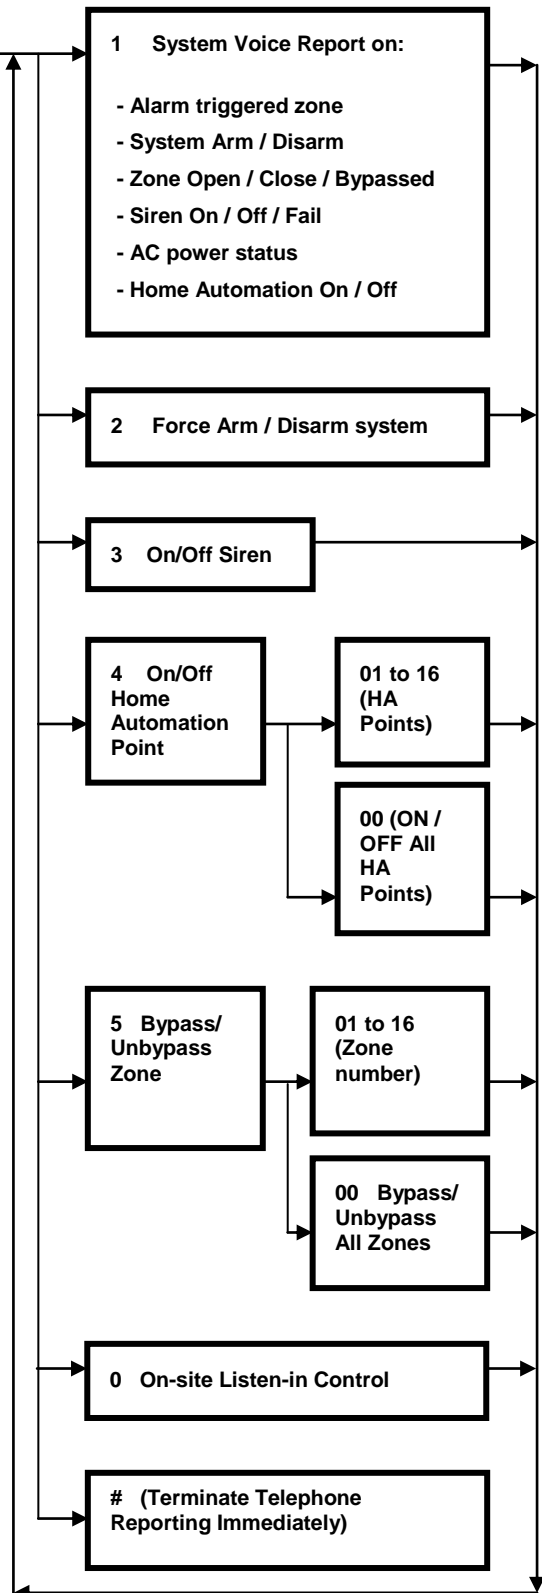 1 System Voice Report on:
- Alarm triggered zone
- System Arm / Disarm
- Zone Open / Close / Bypassed
- Siren On / Off / Fail
- AC power status
- Home Automation On / Off
2 Force Arm / Disarm system
3 On/Off Siren
4 On/Off
Home
Automation
Point
01 to 16
(HA
Points)
00 (ON /
OFF All
HA
Points)
5 Bypass/
Unbypass
Zone
01 to 16
(Zone
number)
00 Bypass/
Unbypass
All Zones
0 On-site Listen-in Control
# (Terminate Telephone
Reporting Immediately)